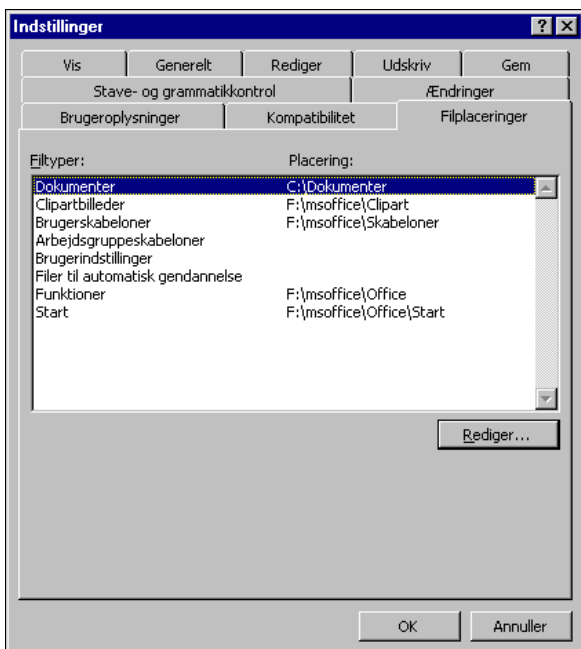 Indstillinger
Vis Generelt Rediger Udskriv Gem
Stave- og grammatikkontrol Ændringer
Brugeroplysninger Kompatibilitet Filplaceringer
Filtyper: Placering:
Dokumenter C:\Dokumenter
Clipartbilleder F:\msoffice\Clipart
Brugerskabeloner F:\msoffice\Skabeloner
Arbejdsgruppeskabeloner
Brugerindstillinger
Filer til automatisk gendannelse
Funktioner F:\msoffice\Office
Start F:\msoffice\Office\Start
Rediger...
OK Annuller